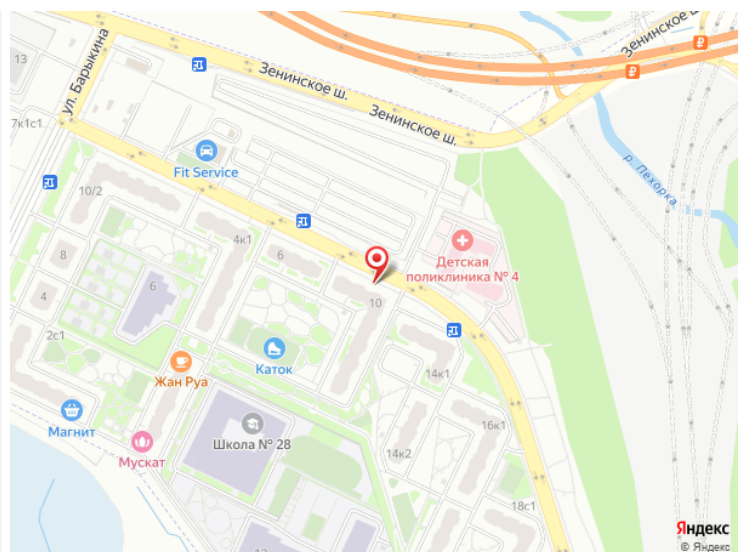 Зенинское ш.
13
ул. Барыкина
Зенинское ш.
Зенинское ш.
7к1с1
р. Пехорка
Fit Service
10/2
4к1
6
8
Детская
поликлиника № 4
6
4
10
2с1
Каток
14к1
Жан Руа
Магнит
16к1
Школа № 28
Мускат
14к2
18с1
Яндекс
© Яндекс